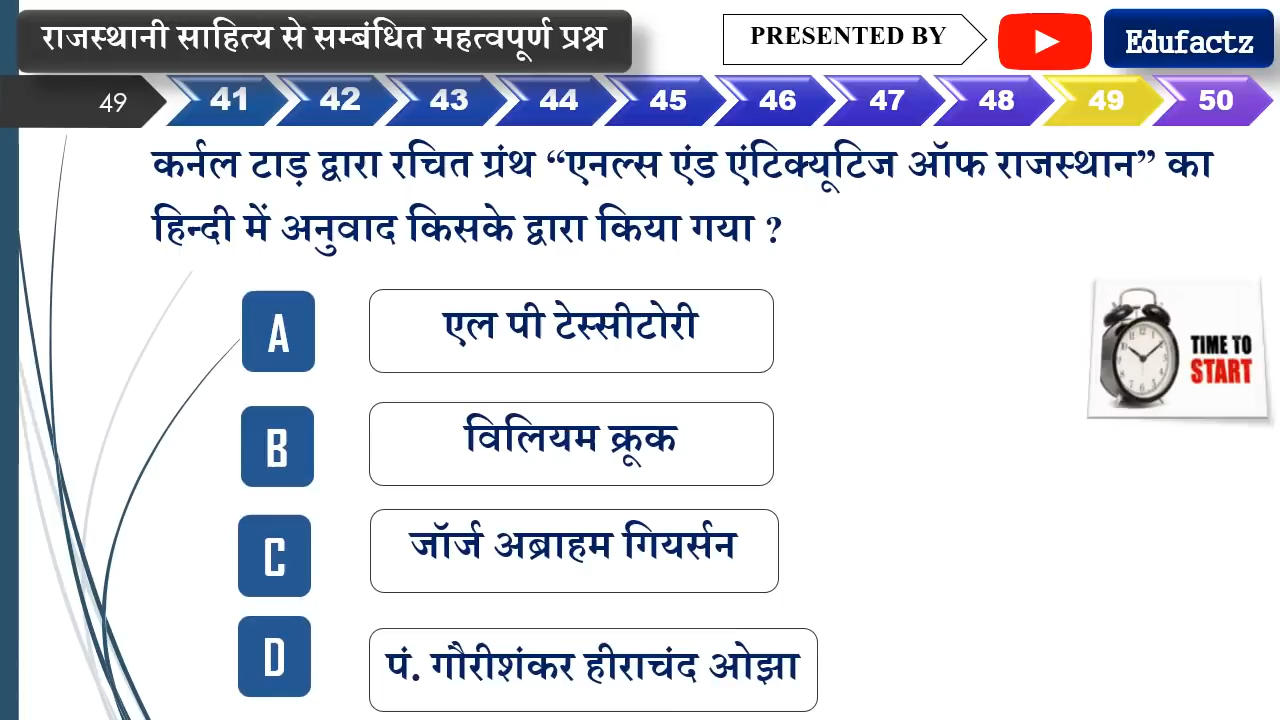 राजस्थानी साहित्य से सम्बंधित महत्वपूर्ण प्रश्न
PRESENTED BY
Edufactz
49
41 42 43 44 45 46 47 48 49 50
कर्नल टाड़ द्वारा रचित ग्रंथ “एनल्स एंड एंटिक्यूटिज ऑफ राजस्थान” का
हिन्दी में अनुवाद किसके द्वारा किया गया ?
A एल पी टेस्सीटोरी
B विलियम क्रूक
C जॉर्ज अब्राहम गियर्सन
D पं. गौरीशंकर हीराचंद ओझा
TIME TO
START